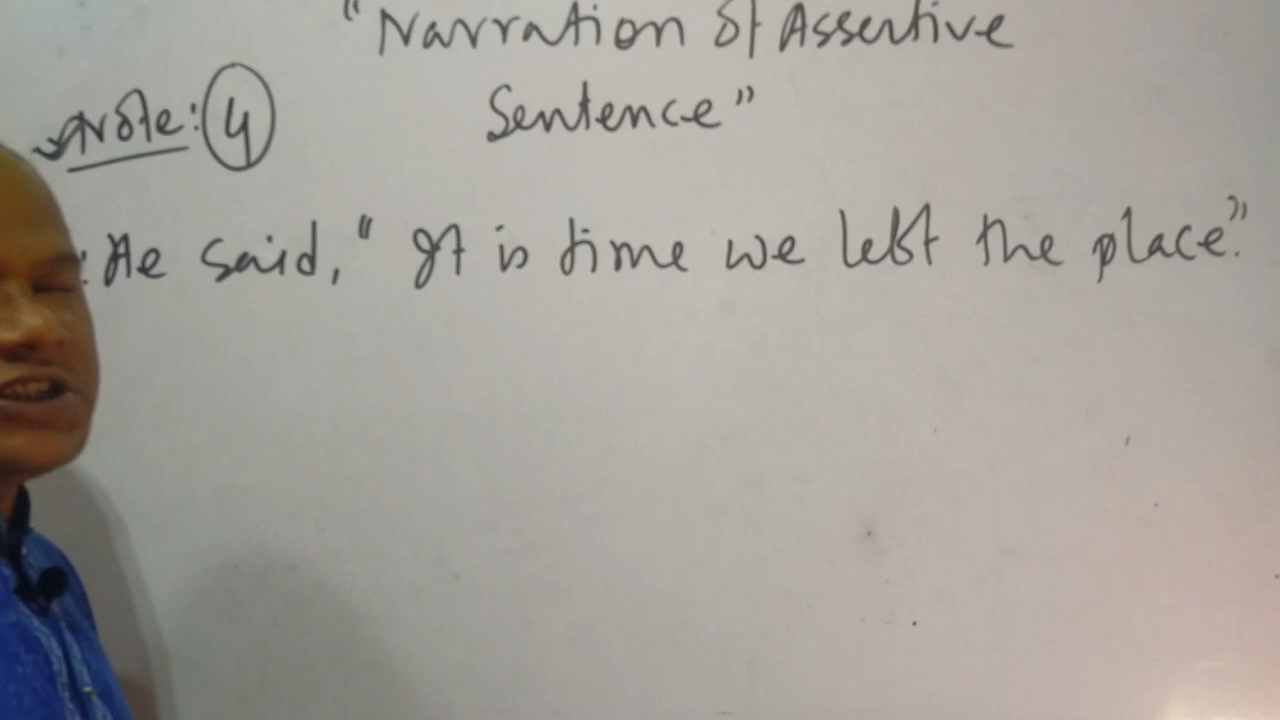 "Narration of Assertive
Sentence"
Note: 4
: He said, "It is time we left the place."